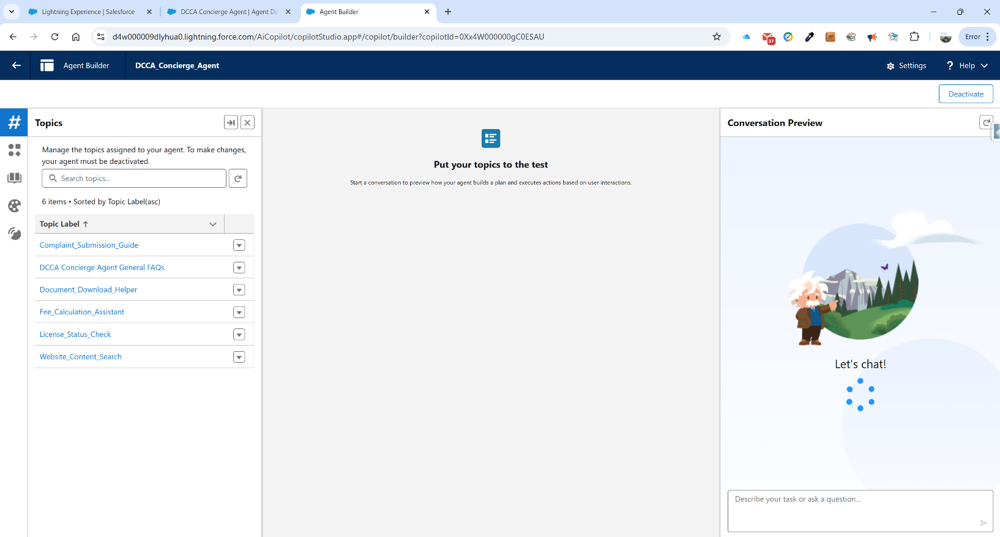 Lightning Experience | Salesforce
DCCA Concierge Agent | Agent De
Agent Builder
d4w000009dlyhua0.lightning.force.com/AiCopilot/copilotStudio.app#/copilot/builder?copilotId=0Xx4W000000gC0ESAU
37
Error
Agent Builder
DCCA_Concierge_Agent
Settings
? Help
Deactivate
#
Topics
Manage the topics assigned to your agent. To make changes,
your agent must be deactivated.
Search topics...
6 items • Sorted by Topic Label(asc)
Topic Label ↑
Complaint_Submission_Guide
DCCA Concierge Agent General FAQs
Document_Download_Helper
Fee_Calculation_Assistant
License_Status_Check
Website_Content_Search
Put your topics to the test
Start a conversation to preview how your agent builds a plan and executes actions based on user interactions.
Conversation Preview
Let's chat!
Describe your task or ask a question...